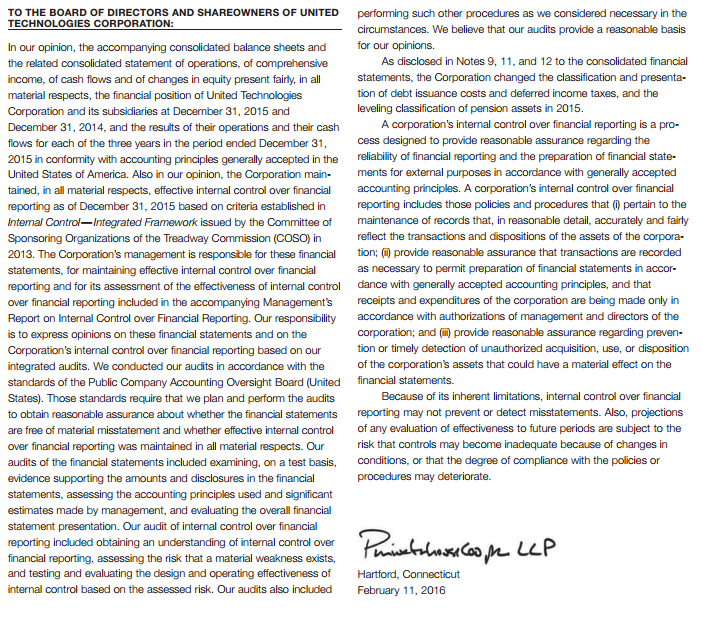 TO THE BOARD OF DIRECTORS AND SHAREOWNERS OF UNITED
TECHNOLOGIES CORPORATION:
In our opinion, the accompanying consolidated balance sheets and
the related consolidated statement of operations, of comprehensive
income, of cash flows and of changes in equity present fairly, in all
material respects, the financial position of United Technologies
Corporation and its subsidiaries at December 31, 2015 and
December 31, 2014, and the results of their operations and their cash
flows for each of the three years in the period ended December 31,
2015 in conformity with accounting principles generally accepted in the
United States of America. Also in our opinion, the Corporation main-
tained, in all material respects, effective internal control over financial
reporting as of December 31, 2015 based on criteria established in
Internal Control—Integrated Framework issued by the Committee of
Sponsoring Organizations of the Treadway Commission (COSO) in
2013. The Corporation's management is responsible for these financial
statements, for maintaining effective internal control over financial
reporting and for its assessment of the effectiveness of internal control
over financial reporting included in the accompanying Management's
Report on Internal Control over Financial Reporting. Our responsibility
is to express opinions on these financial statements and on the
Corporation's internal control over financial reporting based on our
integrated audits. We conducted our audits in accordance with the
standards of the Public Company Accounting Oversight Board (United
States). Those standards require that we plan and perform the audits
to obtain reasonable assurance about whether the financial statements
are free of material misstatement and whether effective internal control
over financial reporting was maintained in all material respects. Our
audits of the financial statements included examining, on a test basis,
evidence supporting the amounts and disclosures in the financial
statements, assessing the accounting principles used and significant
estimates made by management, and evaluating the overall financial
statement presentation. Our audit of internal control over financial
reporting included obtaining an understanding of internal control over
financial reporting, assessing the risk that a material weakness exists,
and testing and evaluating the design and operating effectiveness of
internal control based on the assessed risk. Our audits also included
performing such other procedures as we considered necessary in the
circumstances. We believe that our audits provide a reasonable basis
for our opinions.
As disclosed in Notes 9, 11, and 12 to the consolidated financial
statements, the Corporation changed the classification and presenta-
tion of debt issuance costs and deferred income taxes, and the
leveling classification of pension assets in 2015.
A corporation's internal control over financial reporting is a pro-
cess designed to provide reasonable assurance regarding the
reliability of financial reporting and the preparation of financial state-
ments for external purposes in accordance with generally accepted
accounting principles. A corporation's internal control over financial
reporting includes those policies and procedures that (i) pertain to the
maintenance of records that, in reasonable detail, accurately and fairly
reflect the transactions and dispositions of the assets of the corpora-
tion; (ii) provide reasonable assurance that transactions are recorded
as necessary to permit preparation of financial statements in accor-
dance with generally accepted accounting principles, and that
receipts and expenditures of the corporation are being made only in
accordance with authorizations of management and directors of the
corporation; and (iii) provide reasonable assurance regarding preven-
tion or timely detection of unauthorized acquisition, use, or disposition
of the corporation's assets that could have a material effect on the
financial statements.
Because of its inherent limitations, internal control over financial
reporting may not prevent or detect misstatements. Also, projections
of any evaluation of effectiveness to future periods are subject to the
risk that controls may become inadequate because of changes in
conditions, or that the degree of compliance with the policies or
procedures may deteriorate.
PricewaterhouseCoopers LLP
Hartford, Connecticut
February 11, 2016